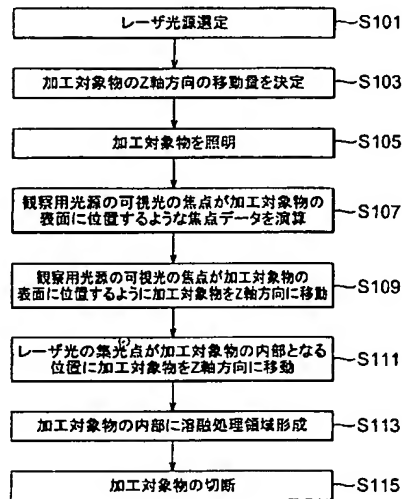 レーザ光源選定
S101
加工対象物のZ軸方向の移動量を決定
S103
加工対象物を照明
S105
観察用光源の可視光の焦点が加工対象物の
表面に位置するような焦点データを演算
S107
観察用光源の可視光の焦点が加工対象物の
表面に位置するように加工対象物をZ軸方向に移動
S109
レーザ光の集光点が加工対象物の内部となる
位置に加工対象物をZ軸方向に移動
S111
加工対象物の内部に溶融処理領域形成
S113
加工対象物の切断
S115